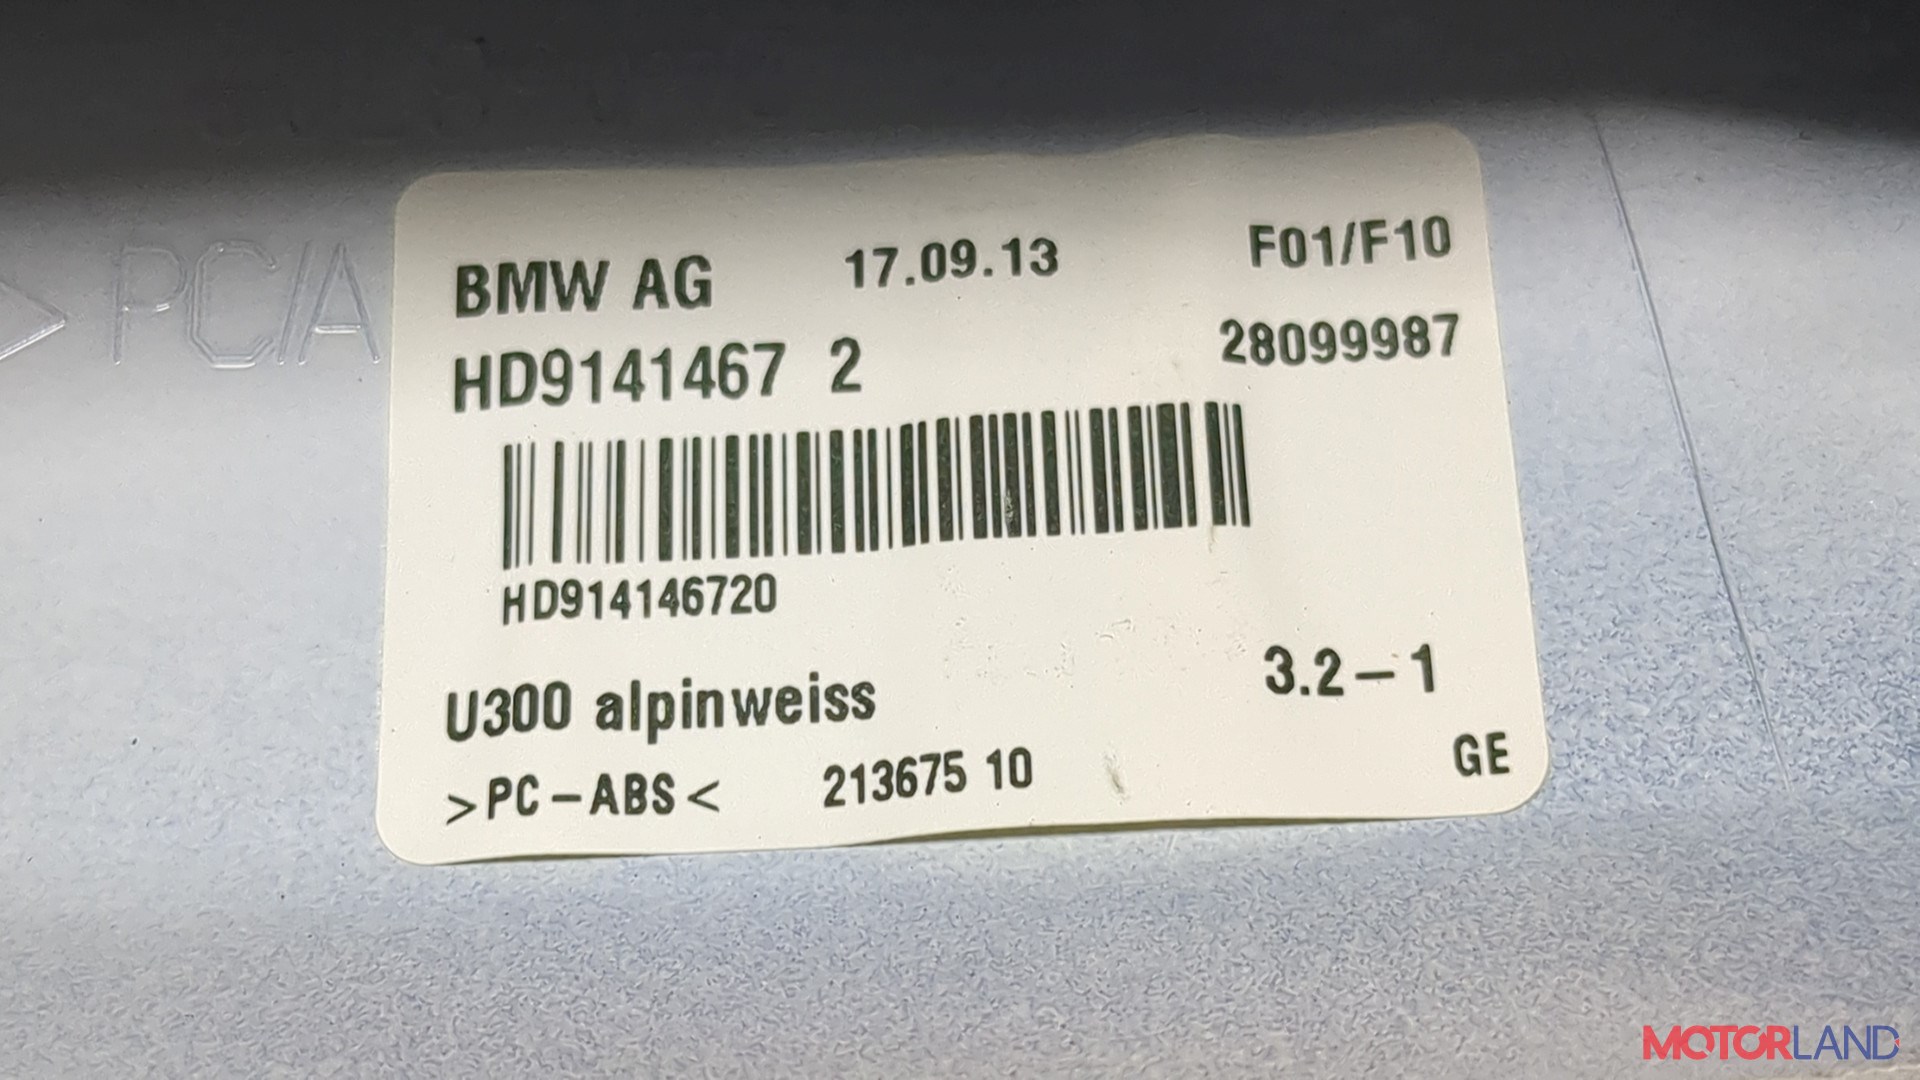 BMW AG 17.09.13 F01/F10
HD9141467 2 28099987
HD914146720
U300 alpinweiss 3.2-1
>PC-ABS< 213675 10 GE
> PC/A
MOTORLAND